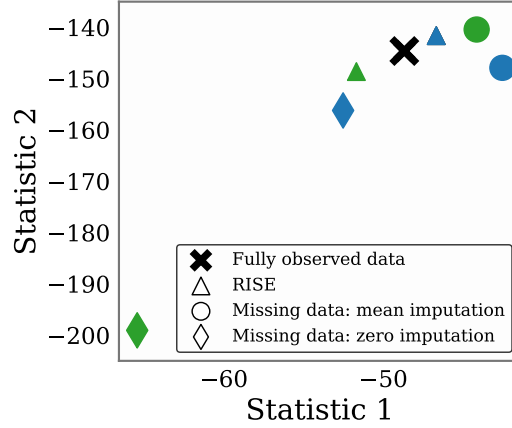 −140
−150
−160
−170
−180
−190
−200
Statistic 2
Fully observed data
RISE
Missing data: mean imputation
Missing data: zero imputation
−60
−50
Statistic 1